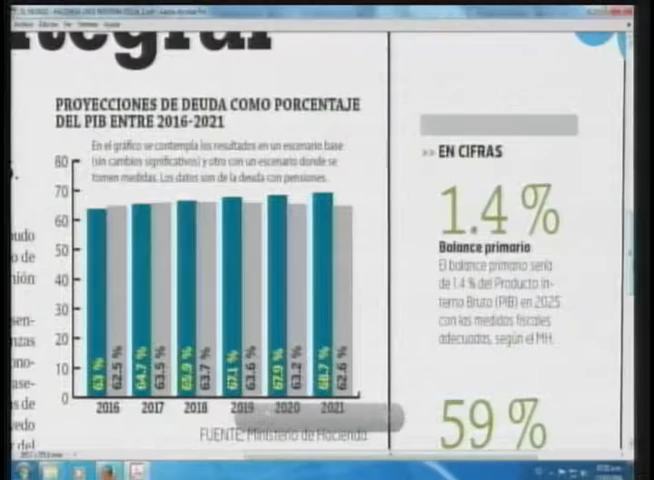 tegral
PROYECCIONES DE DEUDA COMO PORCENTAJE
DEL PIB ENTRE 2016-2021
En el gráfico se contempla los resultados en un escenario base
(sin cambios significativos) y otro con un escenario donde se
tomen medidas. Los datos son de la deuda con pensiones.
80
70
60
50
40
30
20
10
0
63 %
62.5 %
64.7 %
63.5 %
65.9 %
63.7 %
67.1 %
63.6 %
67.9 %
63.2 %
68.7 %
62.6 %
2016 2017 2018 2019 2020 2021
FUENTE: Ministerio de Hacienda
>> EN CIFRAS
1.4 %
Balance primario
El balance primario sería
de 1.4 % del Producto In-
terno Bruto (PIB) en 2025
con las medidas fiscales
adecuadas, según el MH.
59 %